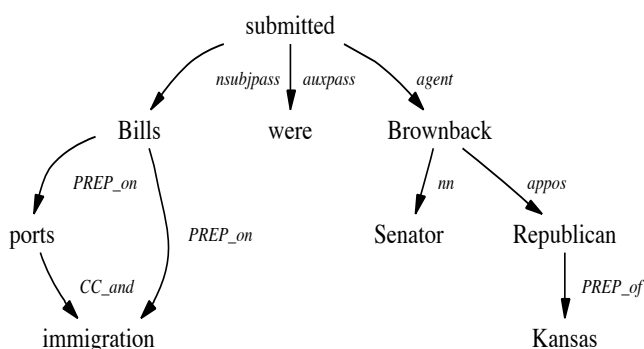 submitted
nsubjpass auxpass agent
Bills were Brownback
PREP_on nn appos
ports PREP_on Senator Republican
CC_and PREP_of
immigration Kansas